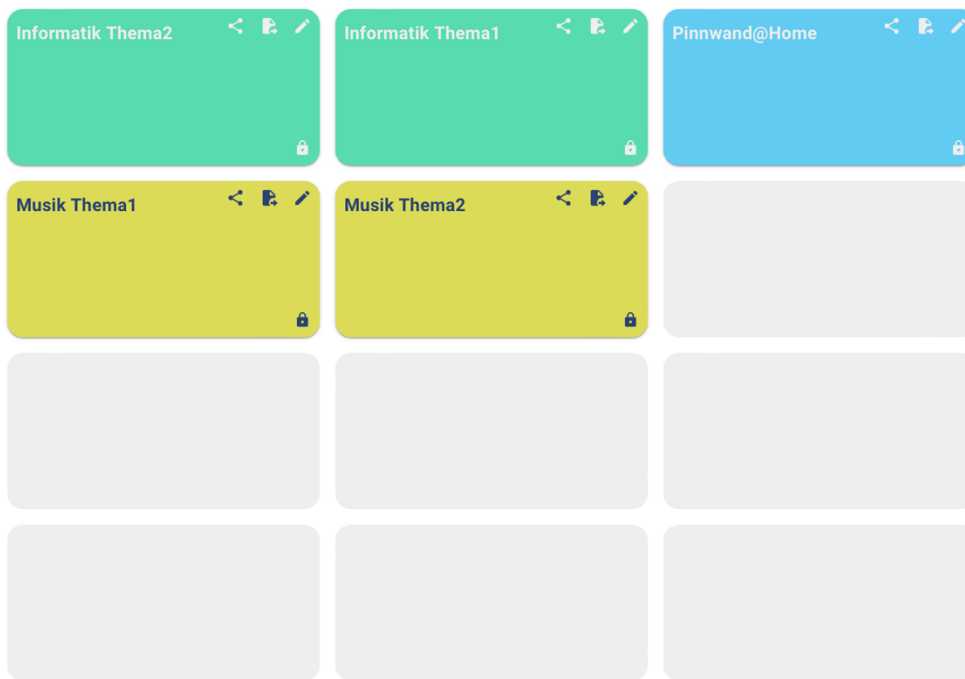 Informatik Thema2
Informatik Thema1
Pinnwand@Home
Musik Thema1
Musik Thema2